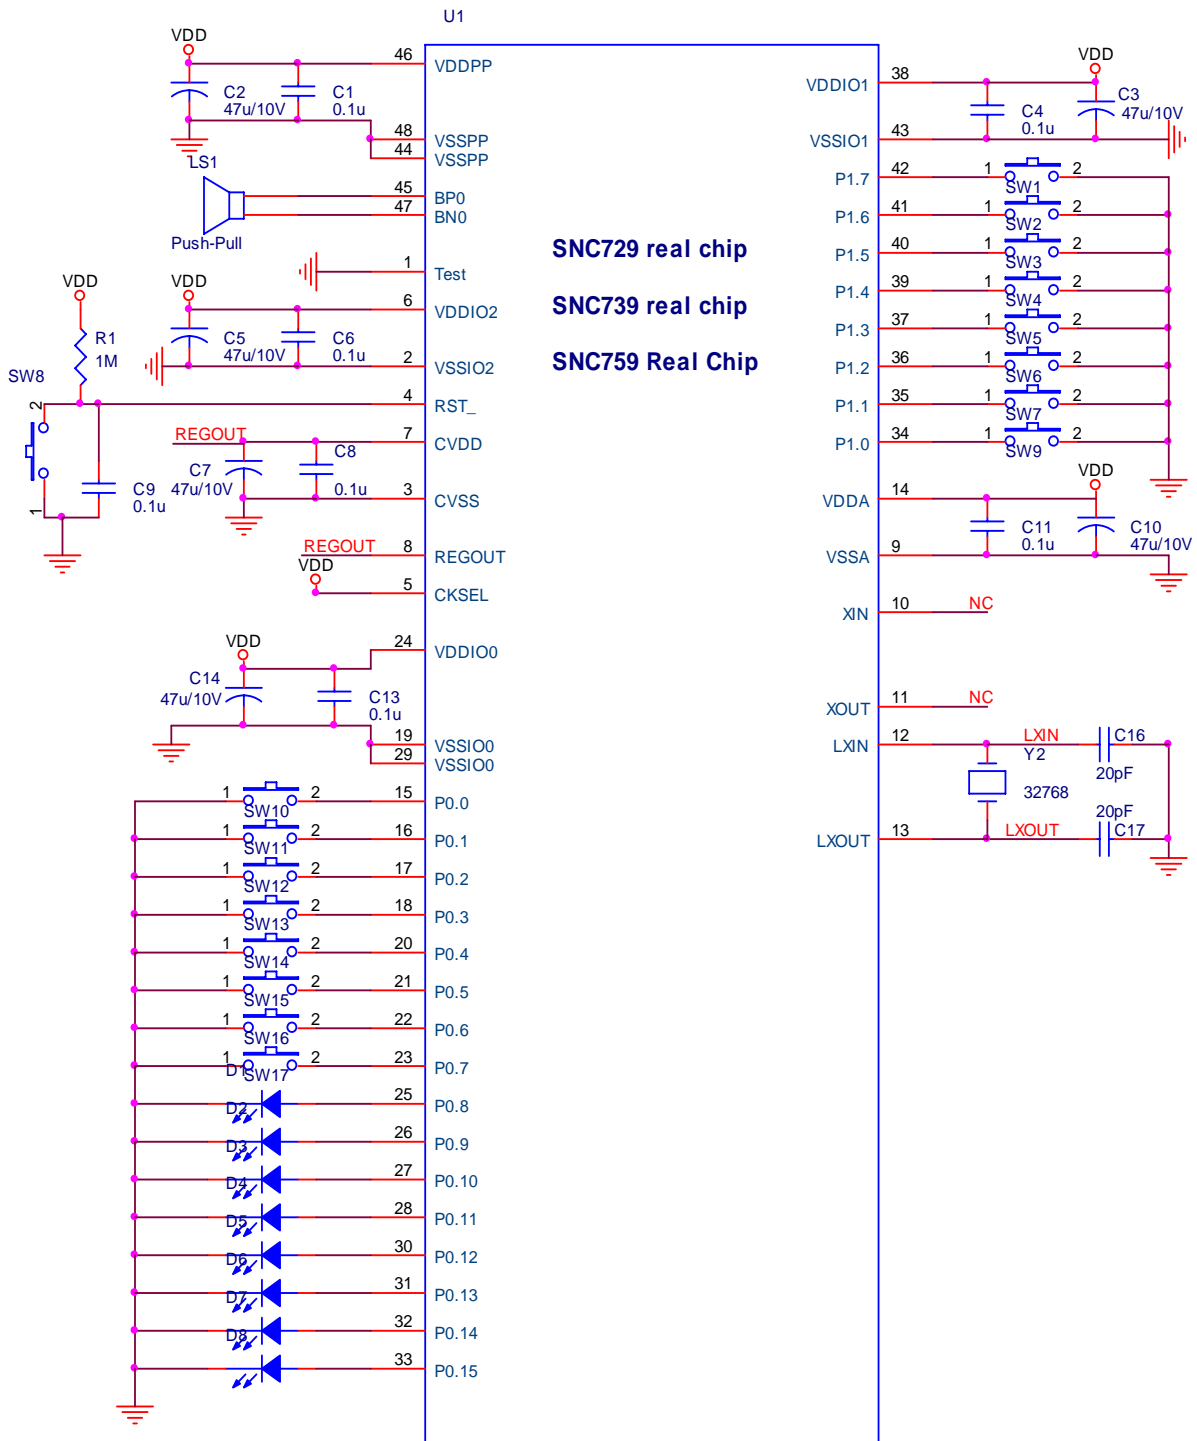 U1
VDD
46
VDDPP
C2
47u/10V
C1
0.1u
48
VSSPP
44
VSSPP
LS1
45
BP0
47
BN0
Push-Pull
1
Test
VDD
VDD
6
VDDIO2
R1
1M
C5
47u/10V
C6
0.1u
2
VSSIO2
SW8
2
1
4
RST_
REGOUT
7
CVDD
C7
47u/10V
C8
0.1u
C9
0.1u
3
CVSS
REGOUT
8
REGOUT
VDD
5
CKSEL
VDD
24
VDDIO0
C14
47u/10V
C13
0.1u
19
VSSIO0
29
VSSIO0
1 2 15 P0.0
SW10
1 2 16 P0.1
SW11
1 2 17 P0.2
SW12
1 2 18 P0.3
SW13
1 2 20 P0.4
SW14
1 2 21 P0.5
SW15
1 2 22 P0.6
SW16
1 2 23 P0.7
D1 SW17
25 P0.8
D2
26 P0.9
D3
27 P0.10
D4
28 P0.11
D5
30 P0.12
D6
31 P0.13
D7
32 P0.14
D8
33 P0.15
SNC729 real chip
SNC739 real chip
SNC759 Real Chip
VDD
VDDIO1 38
C4
0.1u
C3
47u/10V
VSSIO1 43
P1.7 42 1 2
SW1
P1.6 41 1 2
SW2
P1.5 40 1 2
SW3
P1.4 39 1 2
SW4
P1.3 37 1 2
SW5
P1.2 36 1 2
SW6
P1.1 35 1 2
SW7
P1.0 34 1 2
SW9
VDD
VDDA 14
C11
0.1u
C10
47u/10V
VSSA 9
XIN 10 NC
XOUT 11 NC
LXIN 12 LXIN C16
Y2
20pF
32768
20pF
LXOUT 13 LXOUT C17